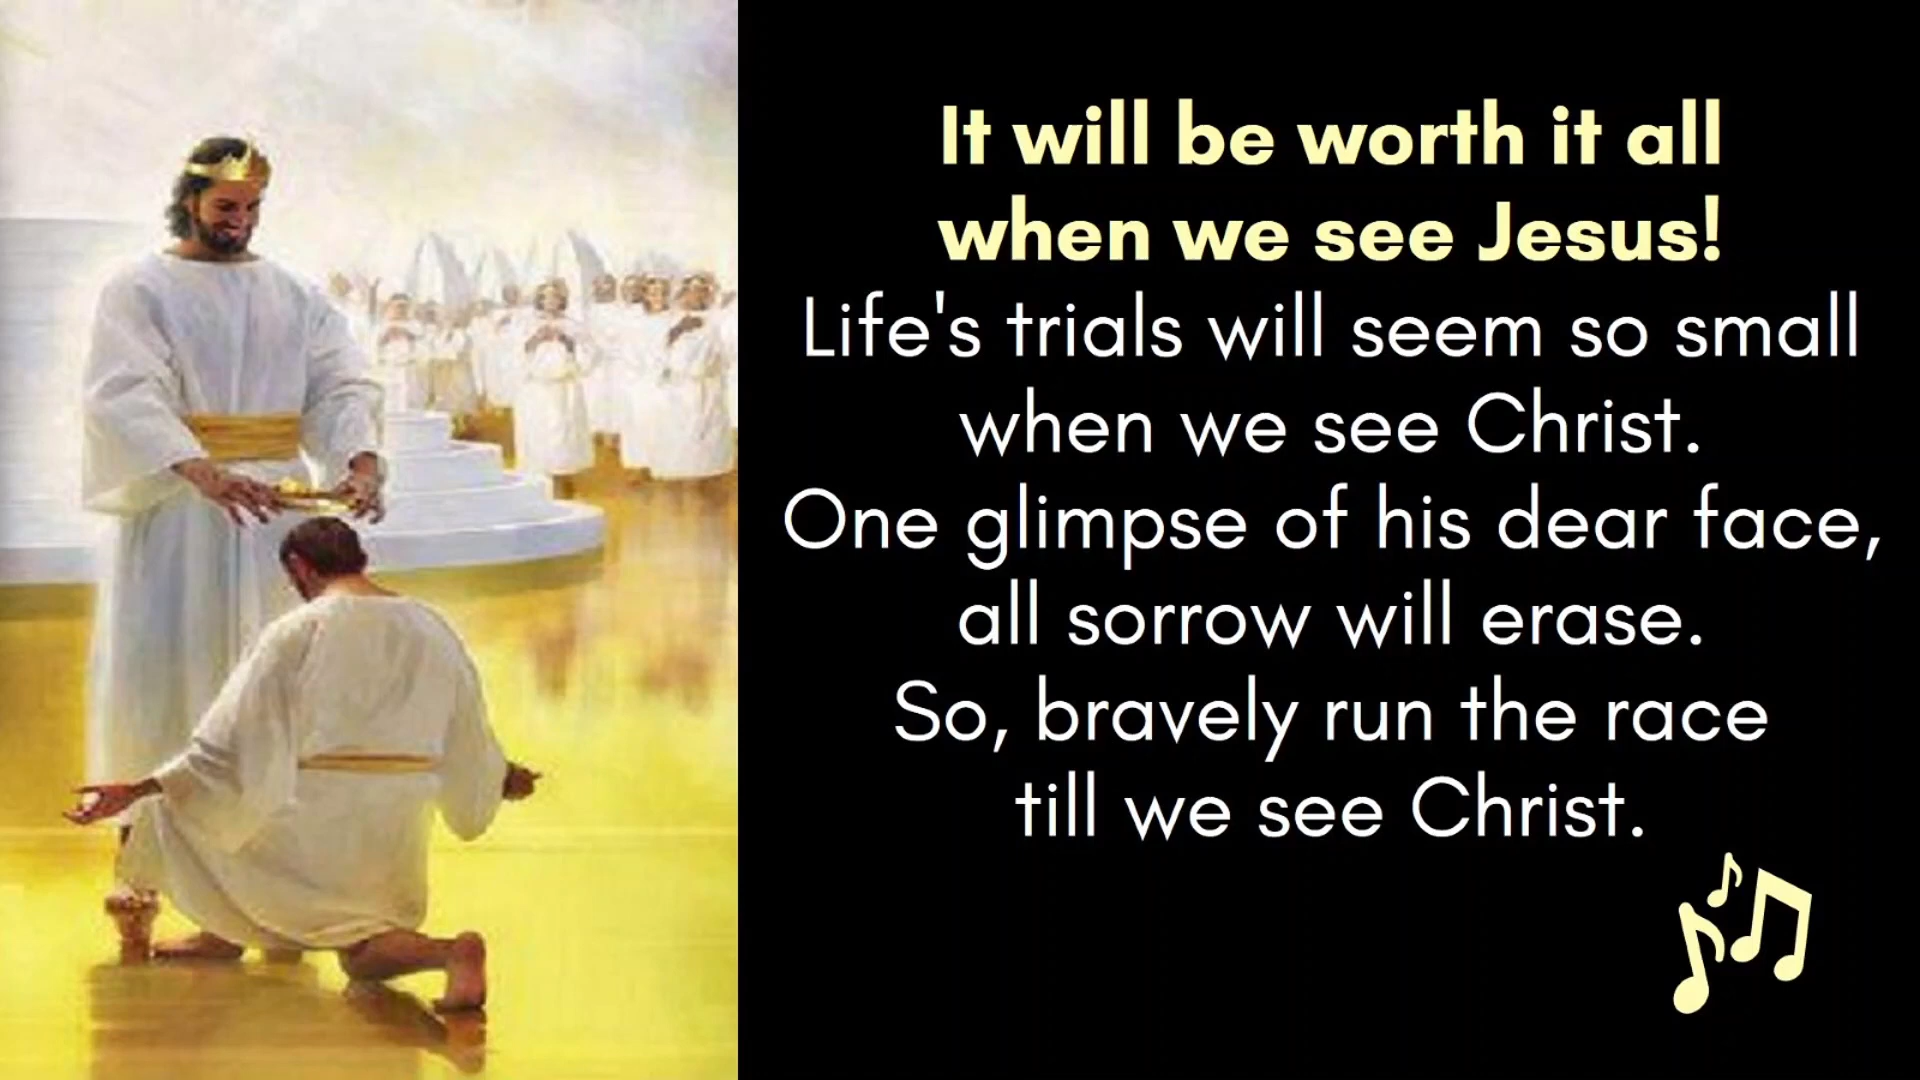 It will be worth it all
when we see Jesus!
Life's trials will seem so small
when we see Christ.
One glimpse of his dear face,
all sorrow will erase.
So, bravely run the race
till we see Christ.